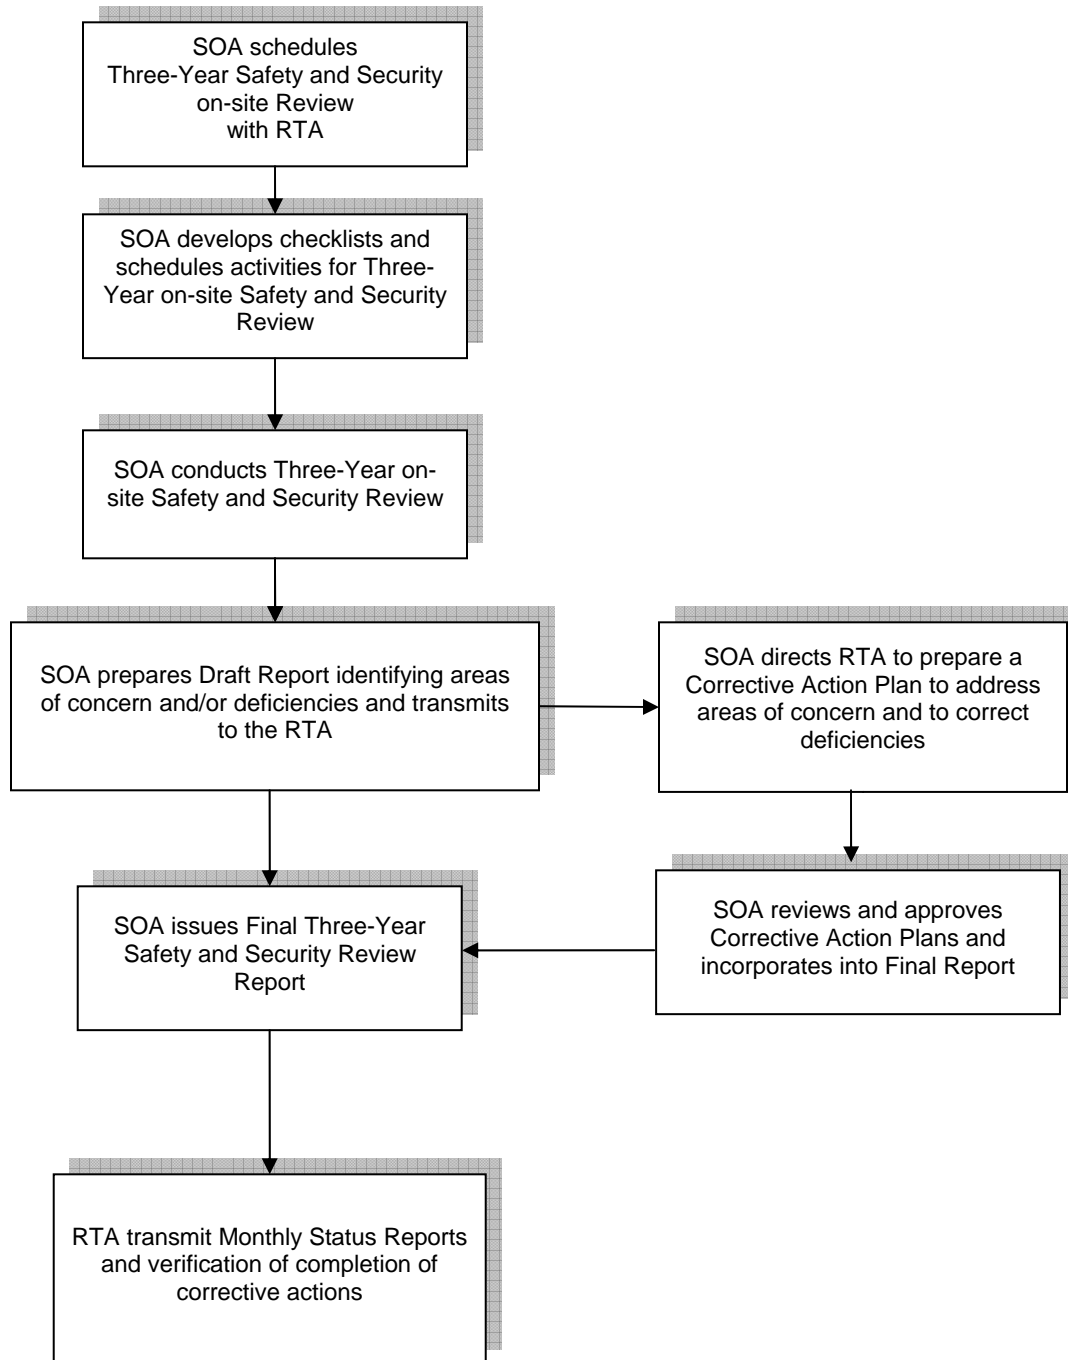 SOA schedules
Three-Year Safety and Security
on-site Review
with RTA
SOA develops checklists and
schedules activities for Three-
Year on-site Safety and Security
Review
SOA conducts Three-Year on-
site Safety and Security Review
SOA prepares Draft Report identifying areas
of concern and/or deficiencies and transmits
to the RTA
SOA directs RTA to prepare a
Corrective Action Plan to address
areas of concern and to correct
deficiencies
SOA reviews and approves
Corrective Action Plans and
incorporates into Final Report
SOA issues Final Three-Year
Safety and Security Review
Report
RTA transmit Monthly Status Reports
and verification of completion of
corrective actions